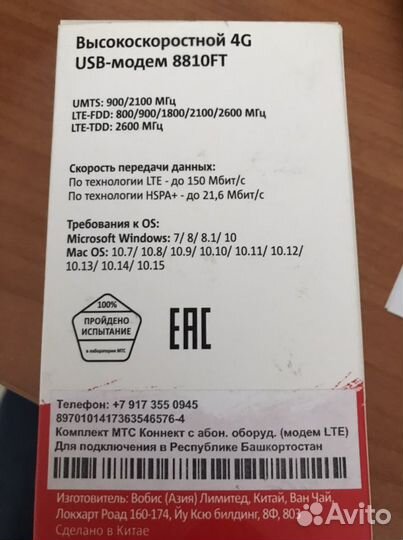 Высокоскоростной 4G
USB-модем 8810FT
UMTS: 900/2100 МГц
LTE-FDD: 800/900/1800/2100/2600 МГц
LTE-TDD: 2600 МГц
Скорость передачи данных:
По технологии LTE - до 150 Мбит/с
По технологии HSPA+ - до 21,6 Мбит/с
Требования к OS:
Microsoft Windows: 7/ 8/ 8.1/ 10
Mac OS: 10.7/ 10.8/ 10.9/ 10.10/ 10.11/ 10.12/
10.13/ 10.14/ 10.15
100%
ПРОЙДЕНО
ИСПЫТАНИЕ
в лаборатории МТС
EAC
Телефон: +7 917 355 0945
8970101417363546576-4
Комплект МТС Коннект с абон. оборуд. (модем LTE)
Для подключения в Республике Башкортостан
Изготовитель: Вобис (Азия) Лимитед, Китай, Ван Чай,
Локхарт Роад 160-174, Йу Ксю билдинг, 8Ф, 803
Сделано в Китае
Avito